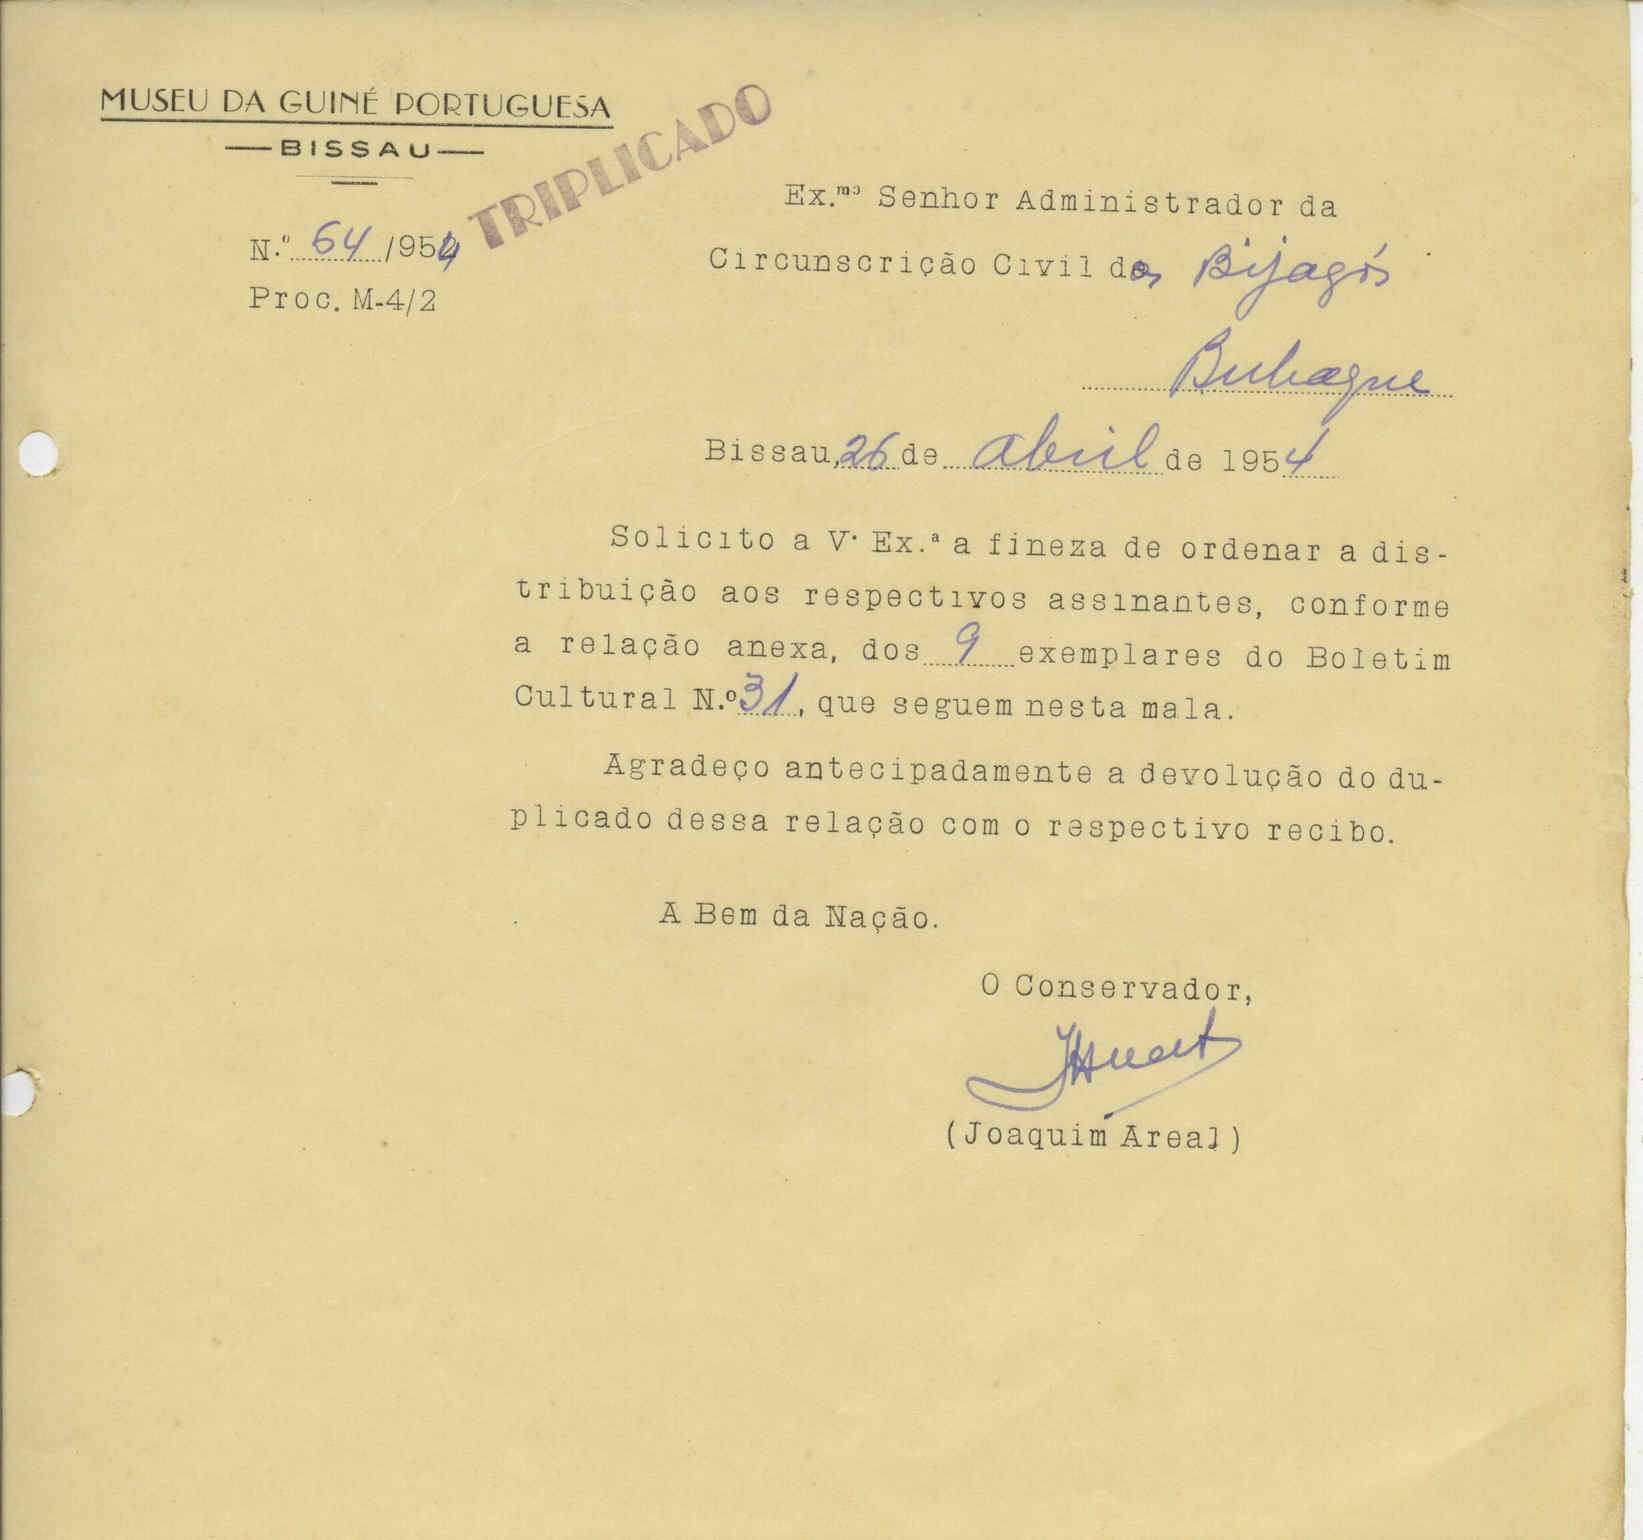 MUSEU DA GUINÉ PORTUGUESA
BISSAU
TRIPLICADO
N.º 64/954
Proc. M-4/2
Ex.mo Senhor Administrador da
Circunscrição Civil dos Bijagós
Bubaque
Bissau, 26 de abril de 1954
Solicito a V. Ex.ª a fineza de ordenar a dis-
tribuição aos respectivos assinantes, conforme
a relação anexa, dos 9 exemplares do Boletim
Cultural N.º 31, que seguem nesta mala.
Agradeço antecipadamente a devolução do du-
plicado dessa relação com o respectivo recibo.
A Bem da Nação.
O Conservador,
(Joaquim Areal)